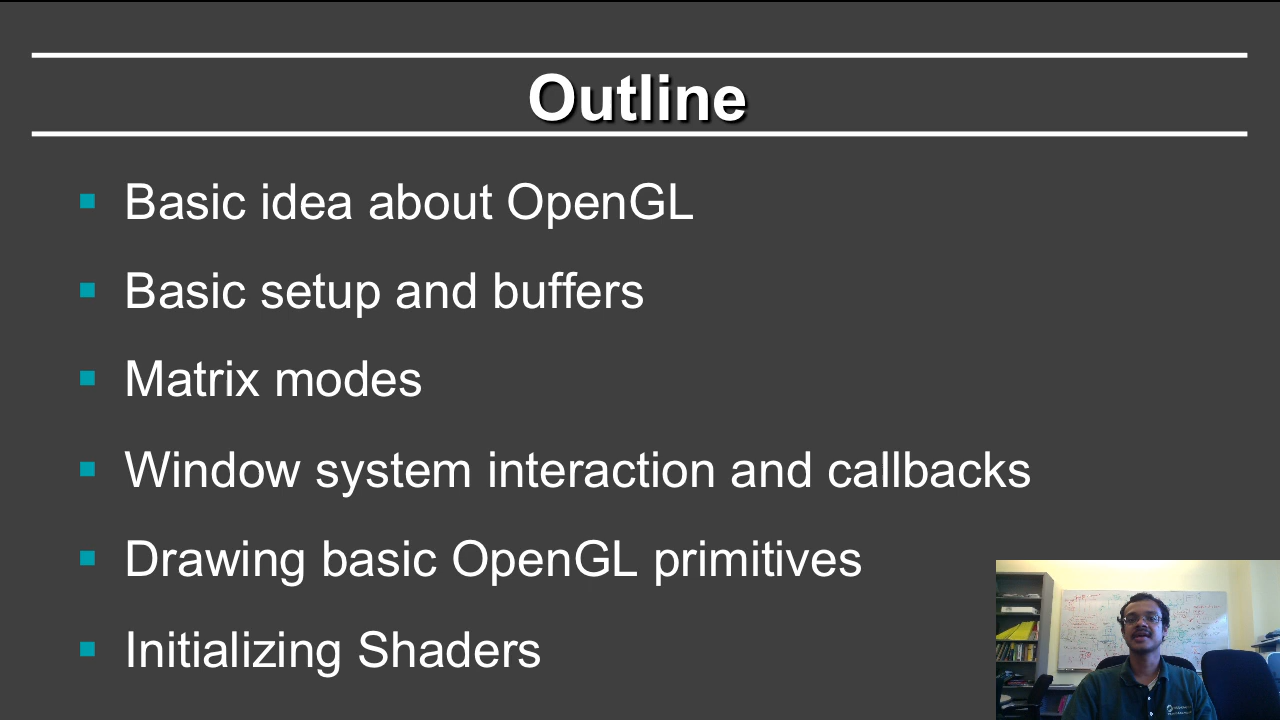 Outline
Basic idea about OpenGL
Basic setup and buffers
Matrix modes
Window system interaction and callbacks
Drawing basic OpenGL primitives
Initializing Shaders